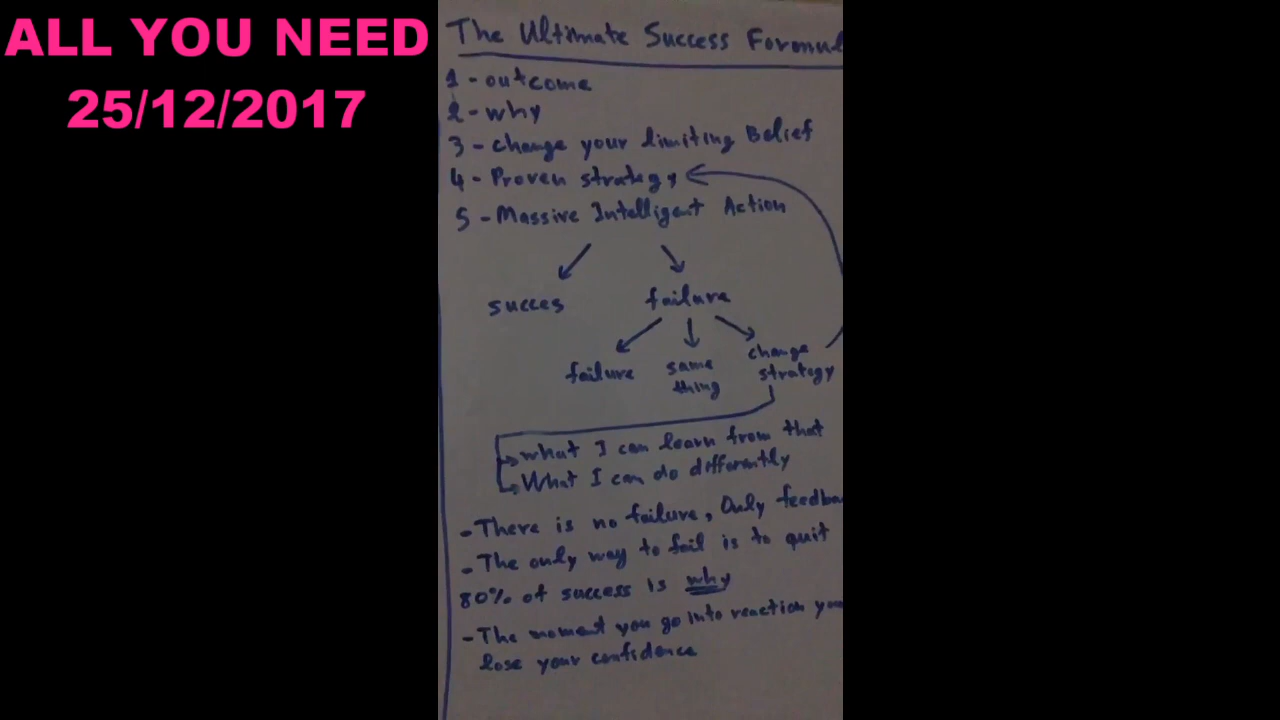 ALL YOU NEED
25/12/2017
The Ultimate Success Formul
1 - outcome
2 - why
3 - change your limiting Belief
4 - Proven strategy
5 - Massive Intelligent Action
succes failure
failure same thing change strategy
what I can learn from that
What I can do differently
- There is no failure, Only feedba
- The only way to fail is to quit
80% of success is why
- The moment you go into reaction you
lose your confidence